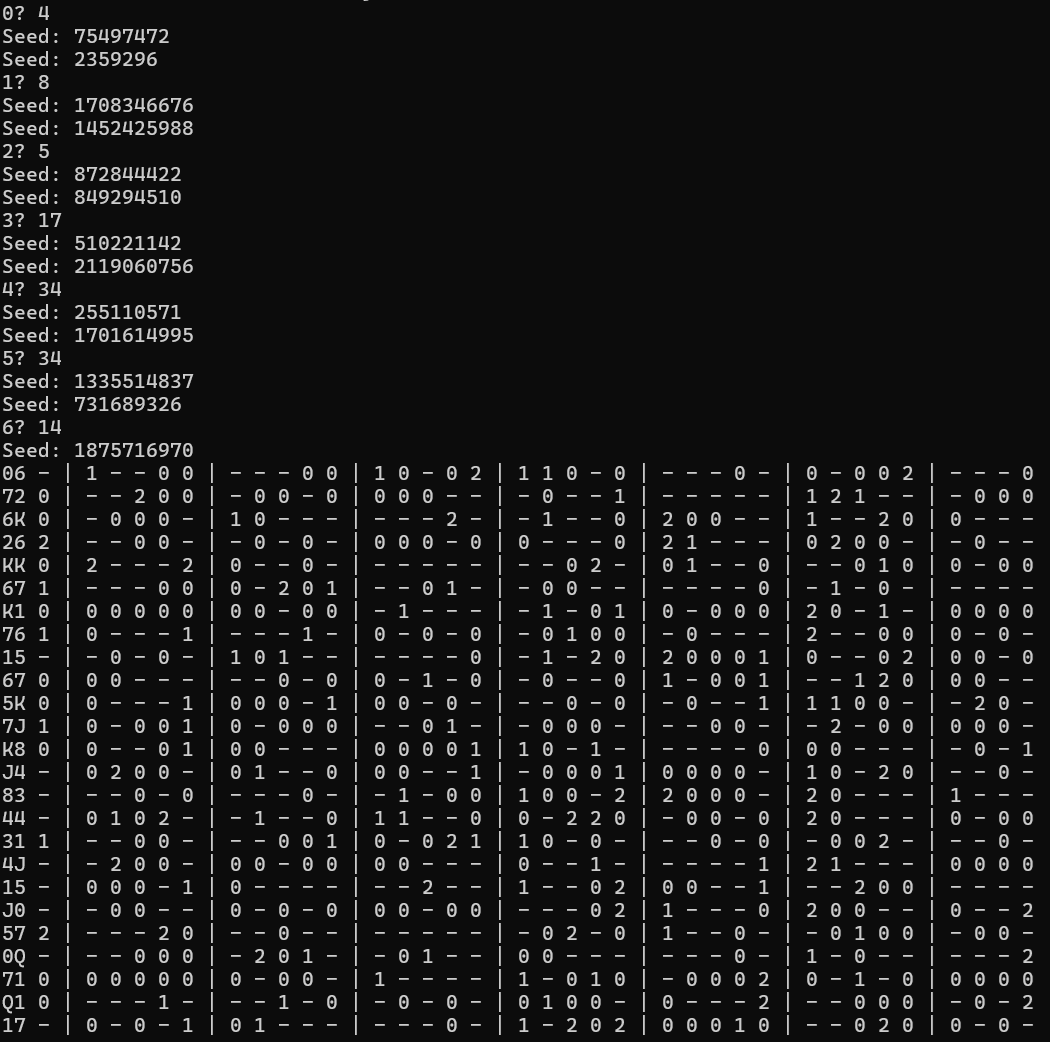 0? 4
Seed: 75497472
Seed: 2359296
1? 8
Seed: 1708346676
Seed: 1452425988
2? 5
Seed: 872844422
Seed: 849294510
3? 17
Seed: 510221142
Seed: 2119060756
4? 34
Seed: 255110571
Seed: 1701614995
5? 34
Seed: 1335514837
Seed: 731689326
6? 14
Seed: 1875716970
06 - | 1 - - 0 0 | - - - 0 0 | 1 0 - 0 2 | 1 1 0 - 0 | - - - 0 - | 0 - 0 0 2 | - - - 0
72 0 | - - 2 0 0 | - 0 0 - 0 | 0 0 0 - - | - 0 - - 1 | - - - - - | 1 2 1 - - | - 0 0 0
6K 0 | - 0 0 0 - | 1 0 - - - | - - - 2 - | - 1 - - 0 | 2 0 0 - - | 1 - - 2 0 | 0 - - -
26 2 | - - 0 0 - | - 0 - 0 - | 0 0 0 - 0 | 0 - - - 0 | 2 1 - - - | 0 2 0 0 - | - 0 - -
KK 0 | 2 - - - 2 | 0 - - 0 - | - - - - - | - - 0 2 - | 0 1 - - 0 | - - 0 1 0 | 0 - 0 0
67 1 | - - - 0 0 | 0 - 2 0 1 | - - 0 1 - | - 0 0 - - | - - - - 0 | - 1 - 0 - | - - - -
K1 0 | 0 0 0 0 0 | 0 0 - 0 0 | - 1 - - - | - 1 - 0 1 | 0 - 0 0 0 | 2 0 - 1 - | 0 0 0 0
76 1 | 0 - - - 1 | - - - 1 - | 0 - 0 - 0 | - 0 1 0 0 | - 0 - - - | 2 - - 0 0 | 0 - 0 -
15 - | - 0 - 0 - | 1 0 1 - - | - - - - 0 | - 1 - 2 0 | 2 0 0 0 1 | 0 - - 0 2 | 0 0 - 0
67 0 | 0 0 - - - | - - 0 - 0 | 0 - 1 - 0 | - 0 - - 0 | 1 - 0 0 1 | - - 1 2 0 | 0 0 - -
5K 0 | - - - - 1 | 0 0 0 - 1 | 0 0 - - - | - - 0 - 0 | - 0 - - 1 | 1 1 0 0 - | - 2 0 -
7J 1 | 0 - 0 0 1 | - 0 0 0 - | - - 0 1 - | - 0 0 0 - | 0 0 - - - | - 2 - 0 0 | 0 0 0 -
K8 0 | 0 - - 0 1 | 0 0 - - - | 0 0 0 0 1 | 1 0 - 1 - | - - - - 0 | 0 0 - - - | - 0 - 1
J4 - | 0 2 0 0 - | 0 1 - - 0 | 0 0 - - 1 | - 0 0 0 1 | 0 0 0 0 - | 1 0 - 2 0 | - - 0 -
83 - | - - 0 - 0 | - - - 0 - | - 1 - 0 0 | 1 0 0 - 2 | 2 0 0 0 - | 2 0 - - - | 1 - - -
44 - | 0 1 0 2 - | - 1 - - 0 | 1 1 - - 0 | 0 - 2 2 0 | - 0 0 - 0 | 2 0 - - - | 0 - 0 0
31 1 | - 0 0 0 - | - - 0 0 1 | 0 - 0 2 1 | 1 0 - 0 - | - - 0 - 0 | - 0 0 2 - | - 0 - 0
4J - | - 2 0 0 - | 0 0 - 0 0 | 0 0 - - - | 0 - - 1 - | - - - - 1 | 2 1 - - - | 0 0 0 0
15 - | 0 0 0 - 1 | 0 - - - - | - - 2 - - | 1 - - 0 2 | 0 0 - - 1 | - - 2 0 0 | - - - -
J0 - | - 0 0 - - | 0 - 0 - 0 | 0 0 - 0 0 | - - - 0 2 | 1 - - - 0 | 2 0 0 - - | 0 - - 2
57 2 | - - - 2 0 | - - 0 - - | - - - - - | - 0 2 - 0 | 1 - - 0 - | - 0 1 0 0 | - 0 0 -
0Q - | - - 0 0 0 | - 2 0 1 - | - 0 1 - - | 0 0 - - - | - - - 0 - | 1 - 0 - - | - - - 2
71 0 | 0 0 0 0 0 | 0 - 0 0 - | 1 - - - - | 1 - 0 1 0 | - 0 0 0 2 | 0 - 1 - 0 | 0 0 0 0
Q1 0 | - - - 1 - | - - 1 - 0 | - 0 - 0 - | 0 1 0 0 - | 0 - - - 2 | - - 0 0 0 | - 0 - 2
17 - | 0 - 0 - 1 | 0 1 - - - | - - - 0 - | 1 - 2 0 2 | 0 0 0 1 0 | - - 0 2 0 | 0 - 0 -